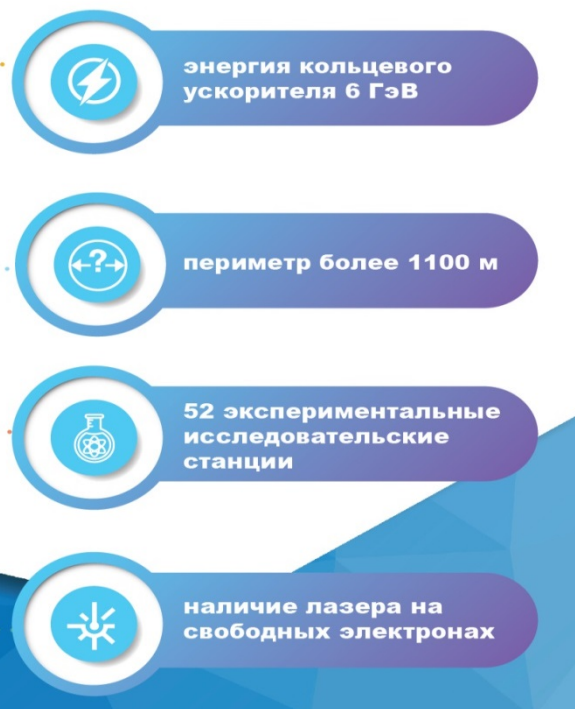 энергия кольцевого
ускорителя 6 ГэВ
?
периметр более 1100 м
52 экспериментальные
исследовательские
станции
наличие лазера на
свободных электронах